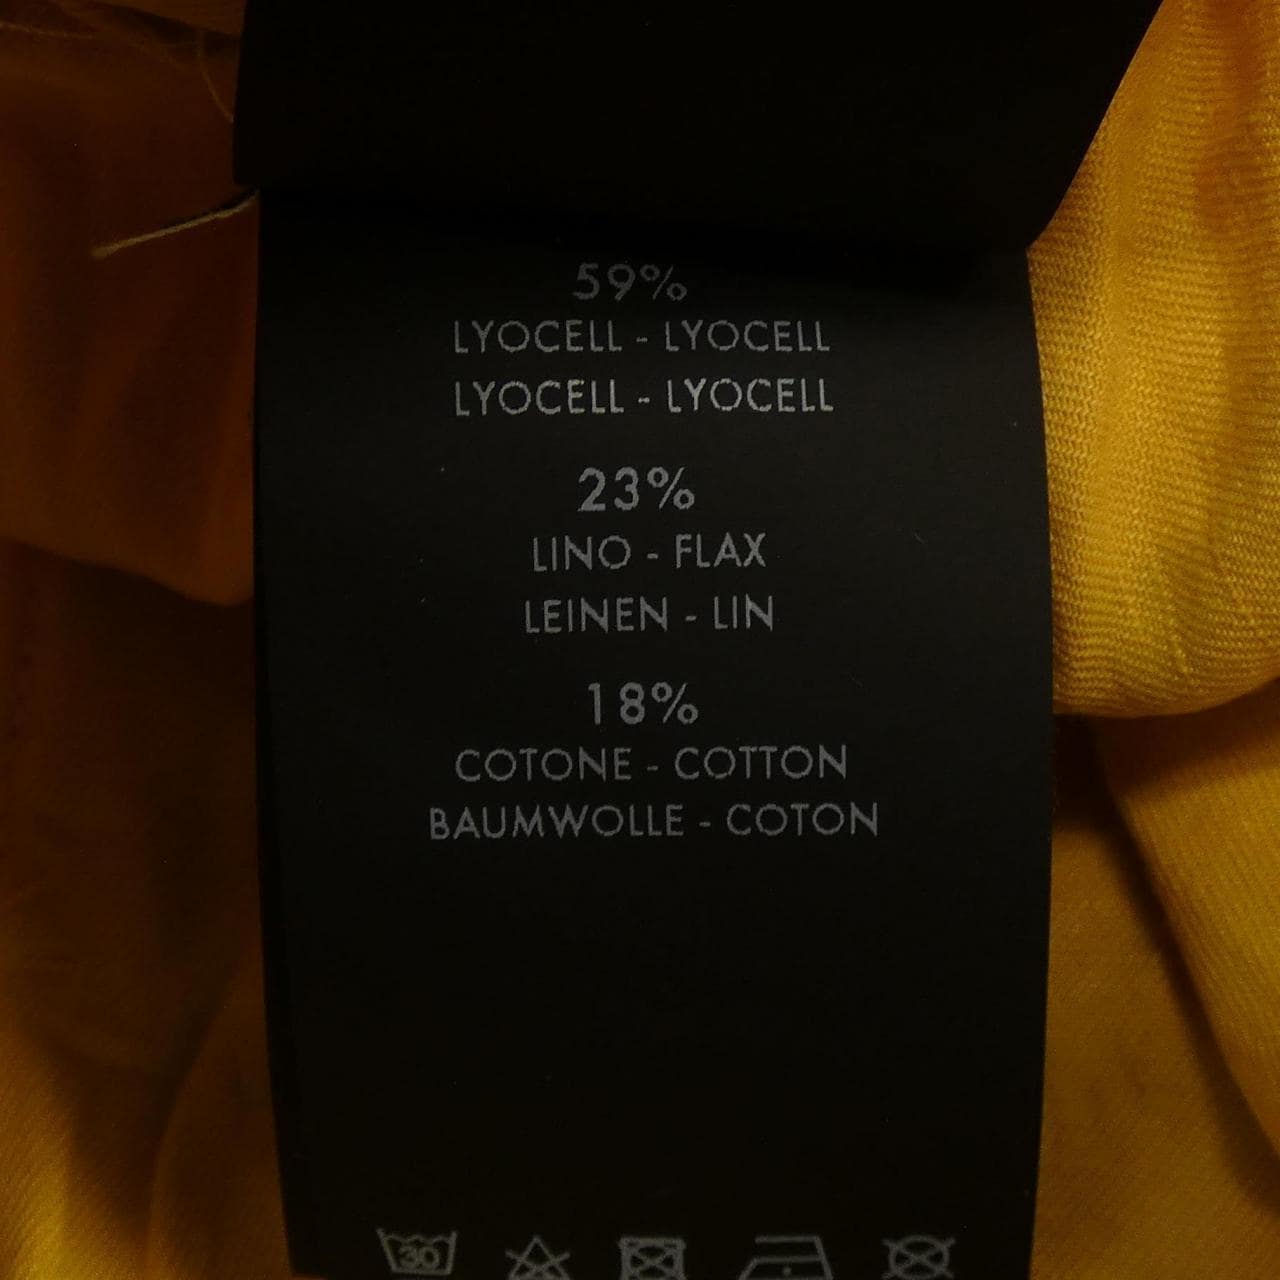 59%
LYOCELL - LYOCELL
LYOCELL - LYOCELL
23%
LINO - FLAX
LEINEN - LIN
18%
COTONE - COTTON
BAUMWOLLE - COTON
30